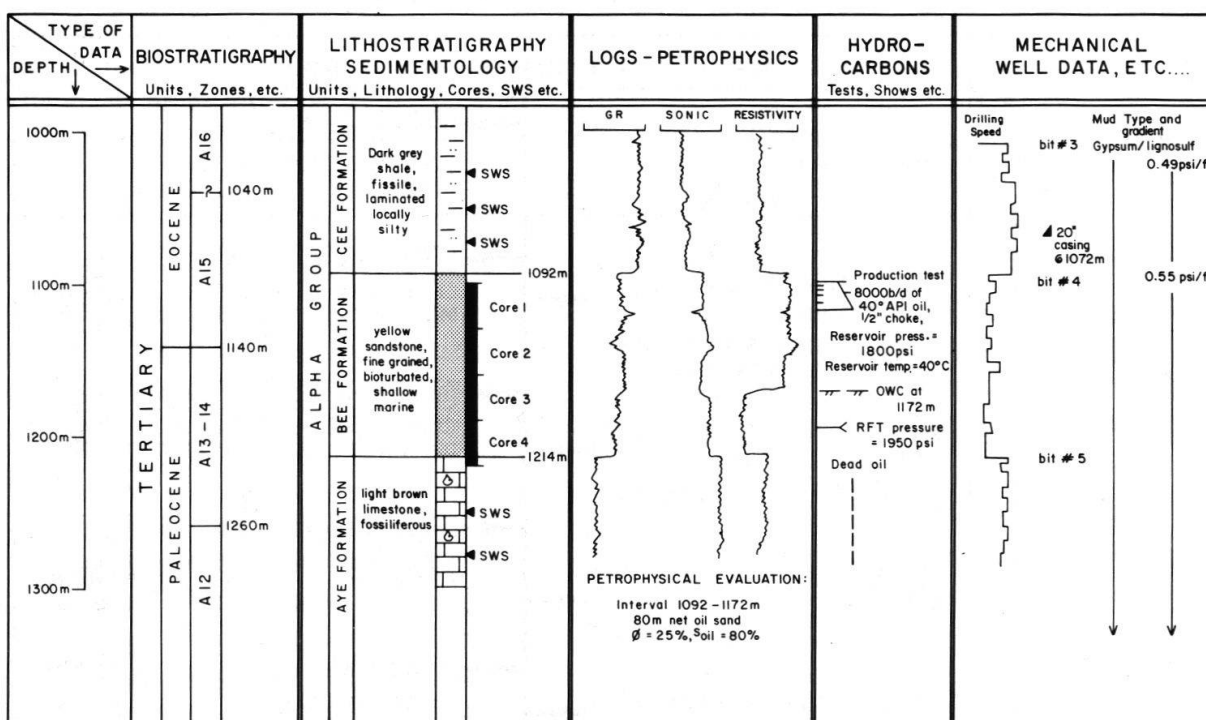 TYPE OF
DATA
DEPTH
BIOSTRATIGRAPHY
Units, Zones, etc.
LITHOSTRATIGRAPHY
SEDIMENTOLOGY
Units, Lithology, Cores, SWS etc.
LOGS - PETROPHYSICS
HYDRO-
CARBONS
Tests, Shows etc.
MECHANICAL
WELL DATA, ETC....
1000m
1100m
1200m
1300m
TERTIARY
EOCENE
PALEOCENE
A16
?
A15
A13 - 14
A12
1040m
1140m
1260m
ALPHA GROUP
CEE FORMATION
BEE FORMATION
AYE FORMATION
Dark grey
shale,
fissile,
laminated
locally
silty
yellow
sandstone,
fine grained,
bioturbated,
shallow
marine
light brown
limestone,
fossiliferous
SWS
SWS
SWS
1092m
Core 1
Core 2
Core 3
Core 4
1214m
SWS
SWS
GR
SONIC
RESISTIVITY
PETROPHYSICAL EVALUATION:
Interval 1092 - 1172m
80m net oil sand
Ø = 25%, Soil = 80%
Production test
8000b/d of
40° API oil,
1/2" choke,
Reservoir press. =
1800psi
Reservoir temp. = 40°C
OWC at
1172m
RFT pressure
= 1950 psi
Dead oil
Drilling
Speed
bit #3
20"
casing
@ 1072m
bit #4
bit #5
Mud Type and
gradient
Gypsum/lignosulf
0.49psi/f
0.55 psi/f